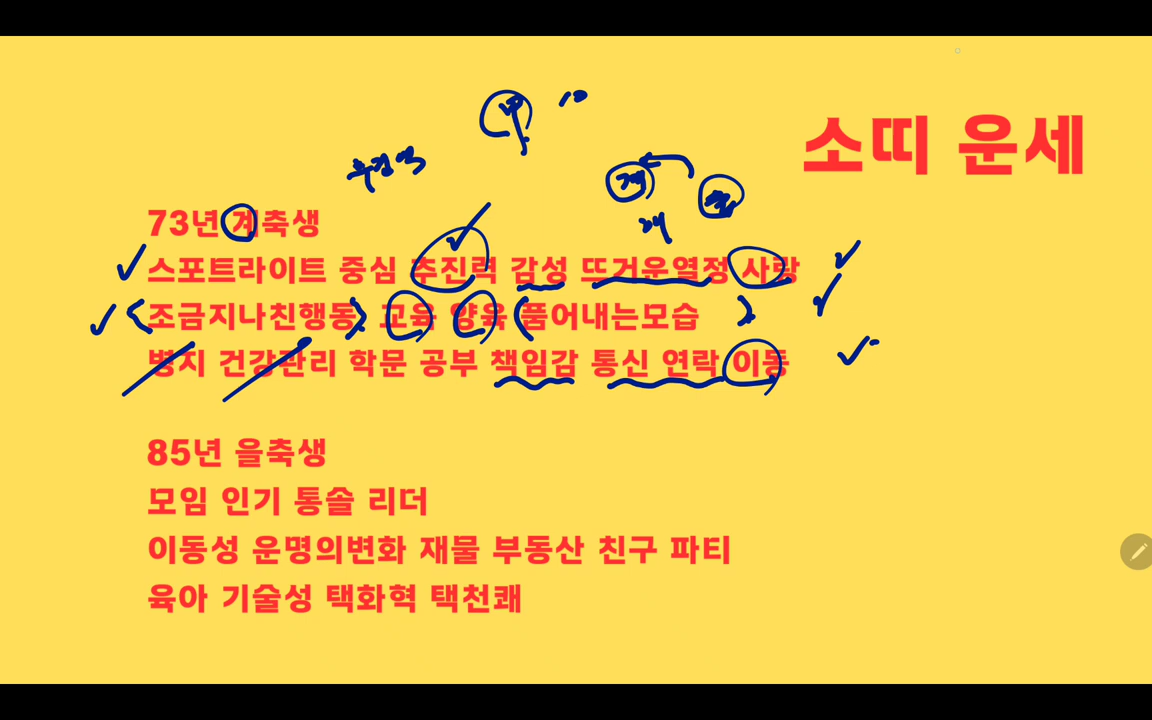 소띠 운세
추진력
73년 계축생
스포트라이트 중심 추진력 감성 뜨거운열정 사랑
조금지나친행동 교육 양육 품어내는모습
병지 건강관리 학문 공부 책임감 통신 연락 이동
85년 을축생
모임 인기 통솔 리더
이동성 운명의변화 재물 부동산 친구 파티
육아 기술성 택화혁 택천쾌